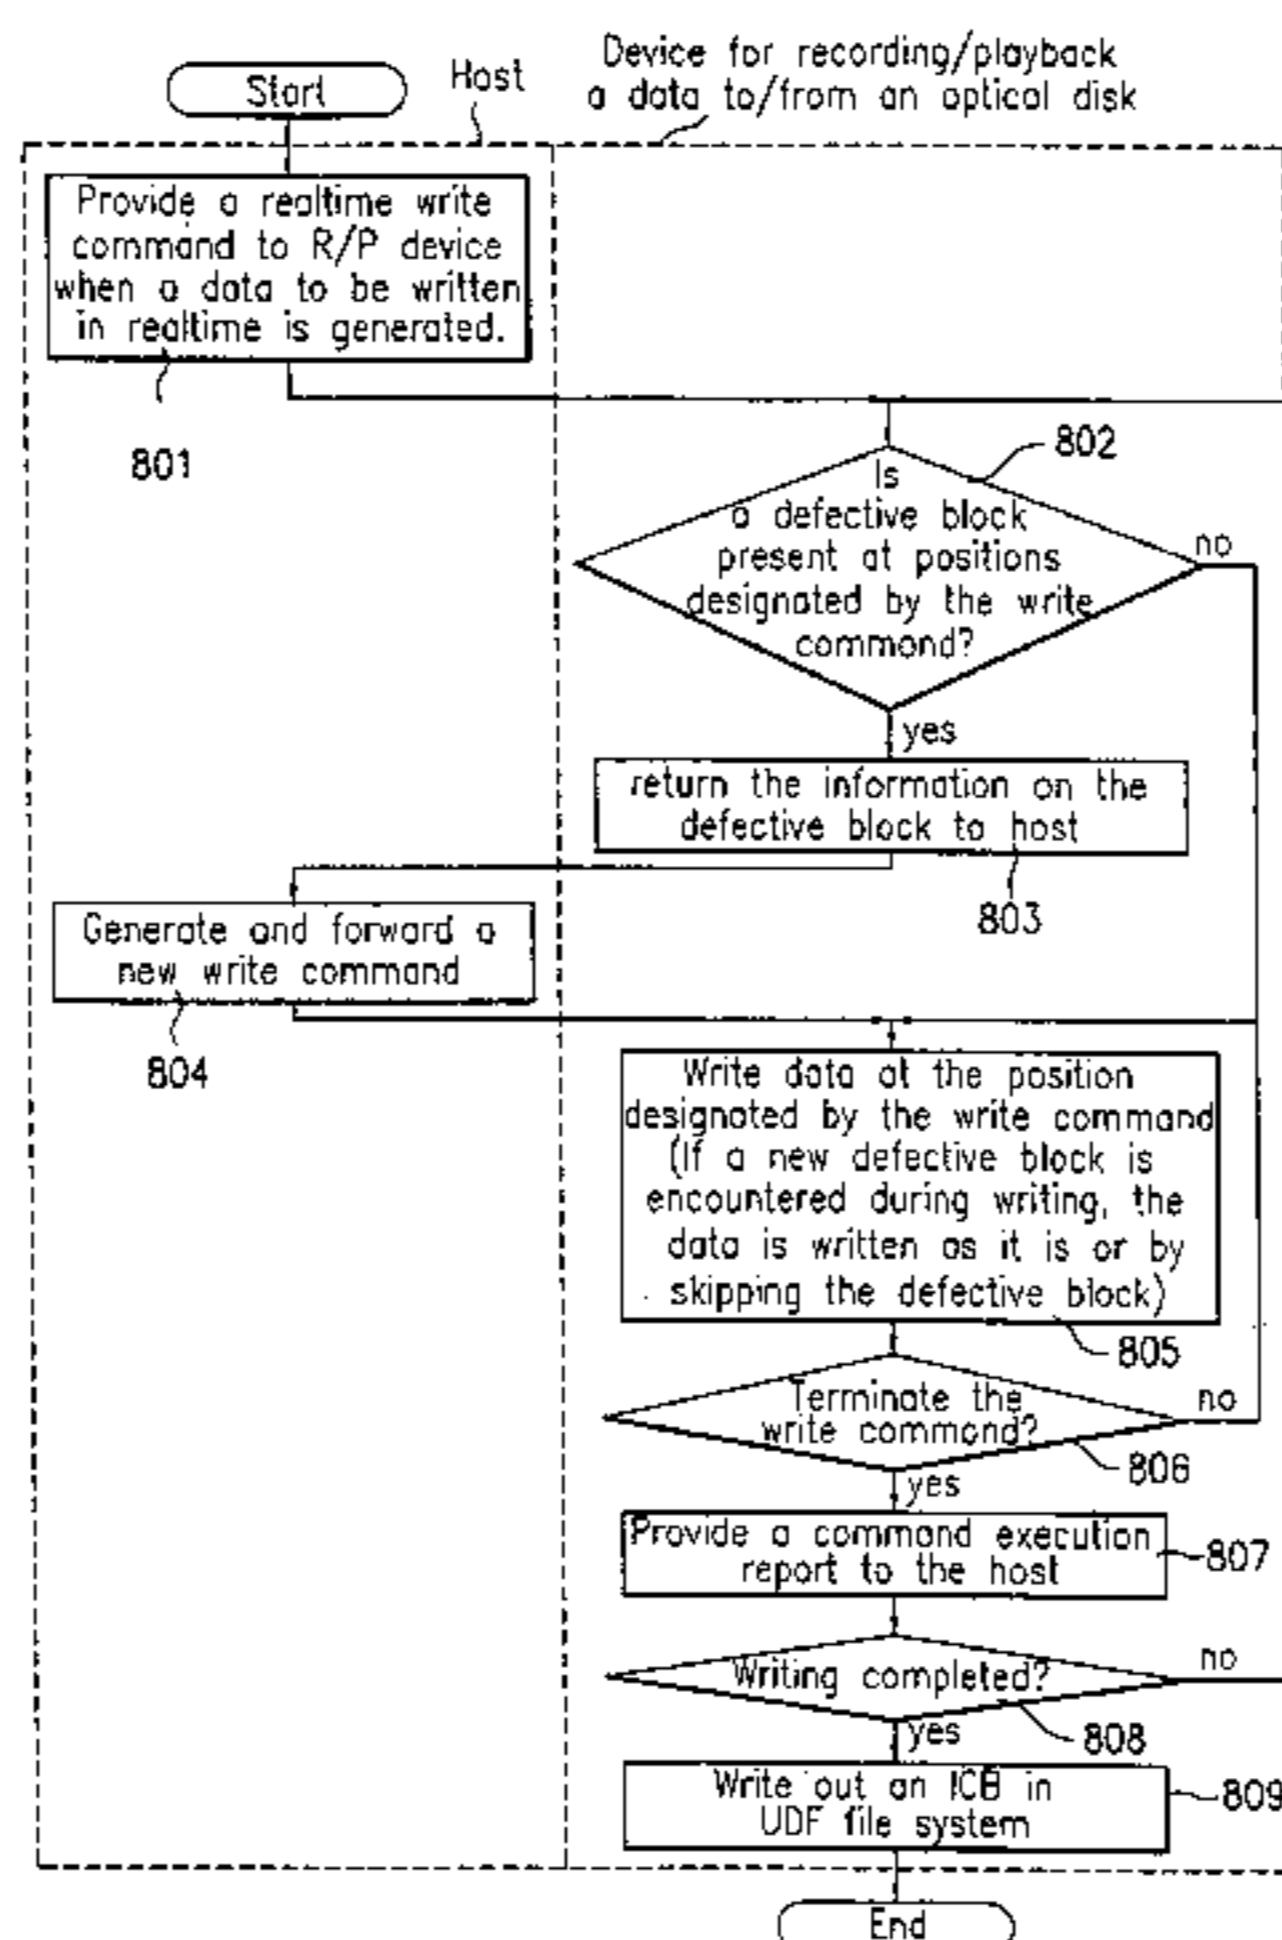 Start
Host
Device for recording/playback
a data to/from an optical disk
Provide a realtime write
command to R/P device
when a data to be written
in realtime is generated.
801
802
Is
a defective block
present at positions
designated by the write
command?
no
yes
return the information on the
defective block to host
803
Generate and forward a
new write command
804
Write data at the position
designated by the write command
(If a new defective block is
encountered during writing, the
data is written as it is or by
skipping the defective block)
805
Terminate the
write command?
no
806
yes
Provide a command execution
report to the host
807
Writing completed?
no
808
yes
Write out an ICB in
UDF file system
809
End